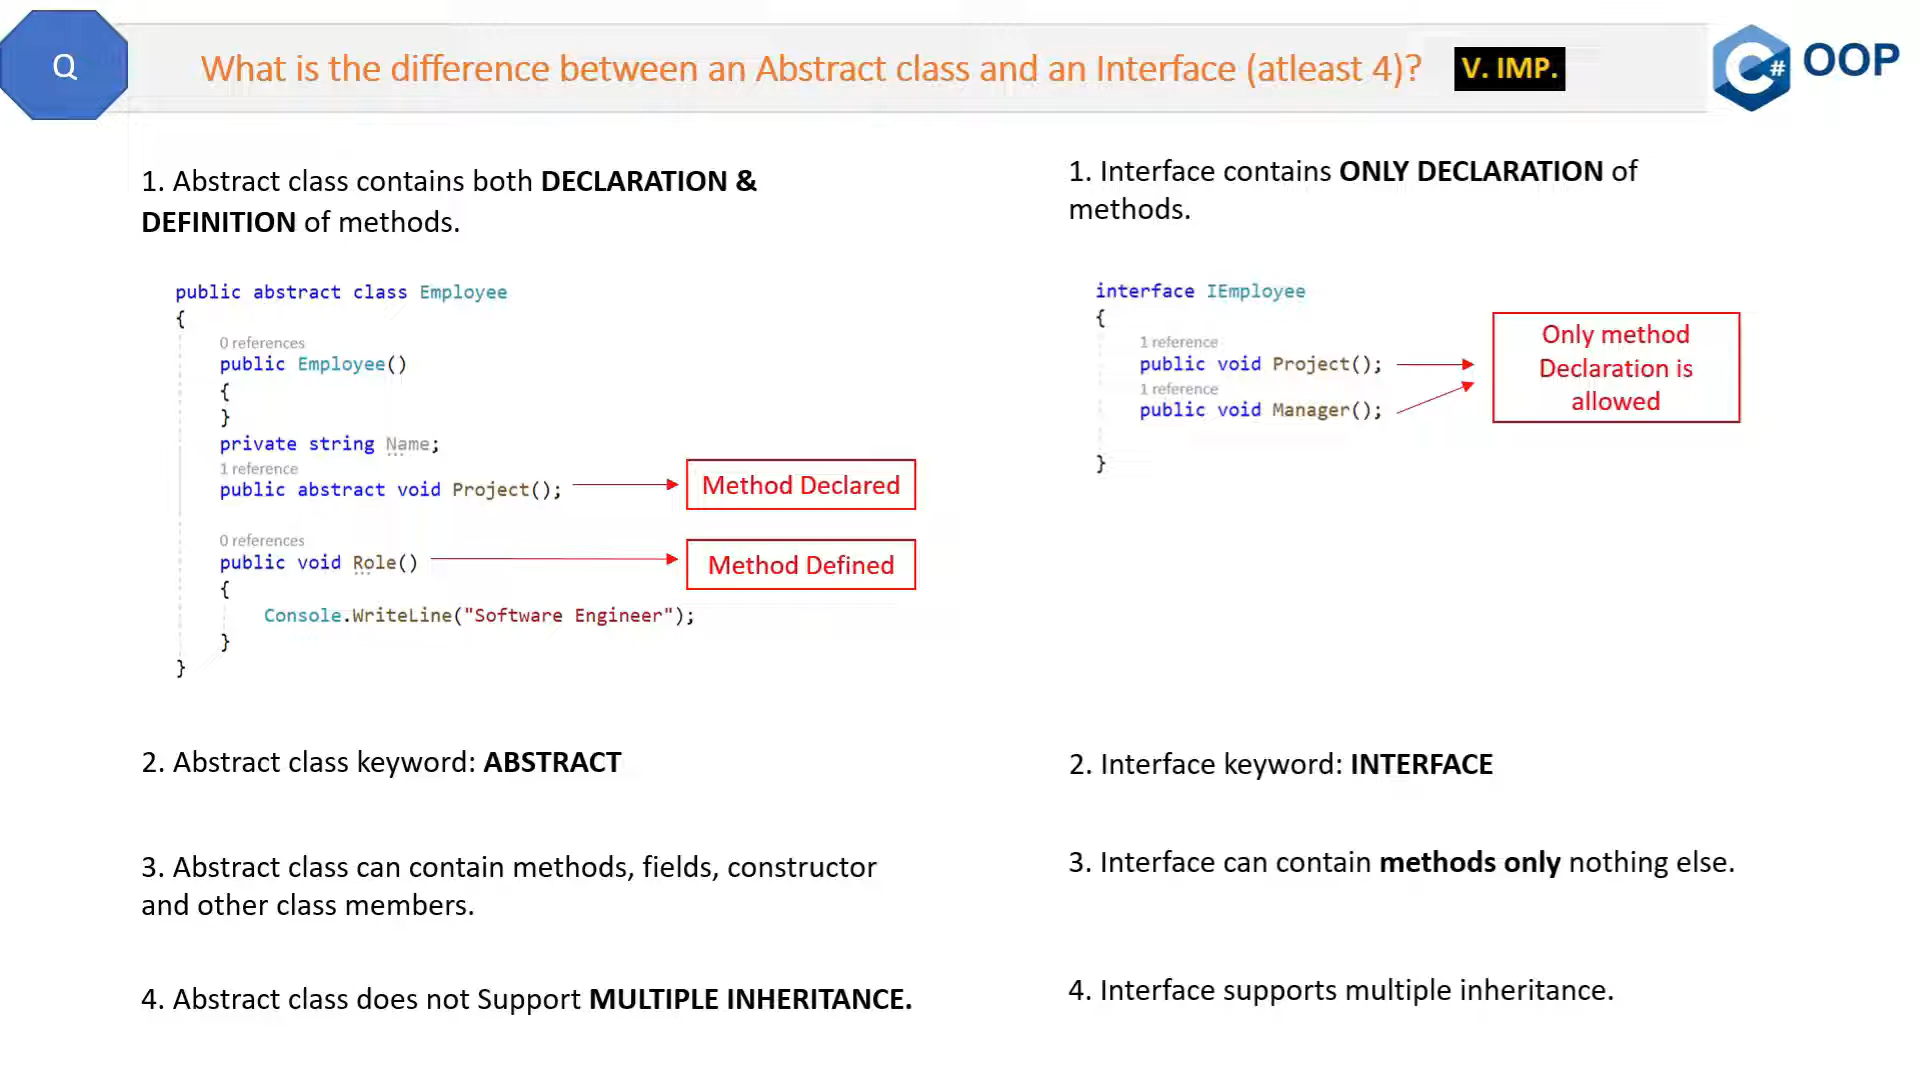 Q
What is the difference between an Abstract class and an Interface (atleast 4)?
V. IMP.
C# OOP
1. Abstract class contains both DECLARATION &
DEFINITION of methods.
public abstract class Employee
{
0 references
public Employee()
{
}
private string Name;
1 reference
public abstract void Project();
Method Declared
0 references
public void Role()
Method Defined
{
Console.WriteLine("Software Engineer");
}
}
2. Abstract class keyword: ABSTRACT
3. Abstract class can contain methods, fields, constructor
and other class members.
4. Abstract class does not Support MULTIPLE INHERITANCE.
1. Interface contains ONLY DECLARATION of
methods.
interface IEmployee
{
1 reference
public void Project();
1 reference
public void Manager();
}
Only method
Declaration is
allowed
2. Interface keyword: INTERFACE
3. Interface can contain methods only nothing else.
4. Interface supports multiple inheritance.